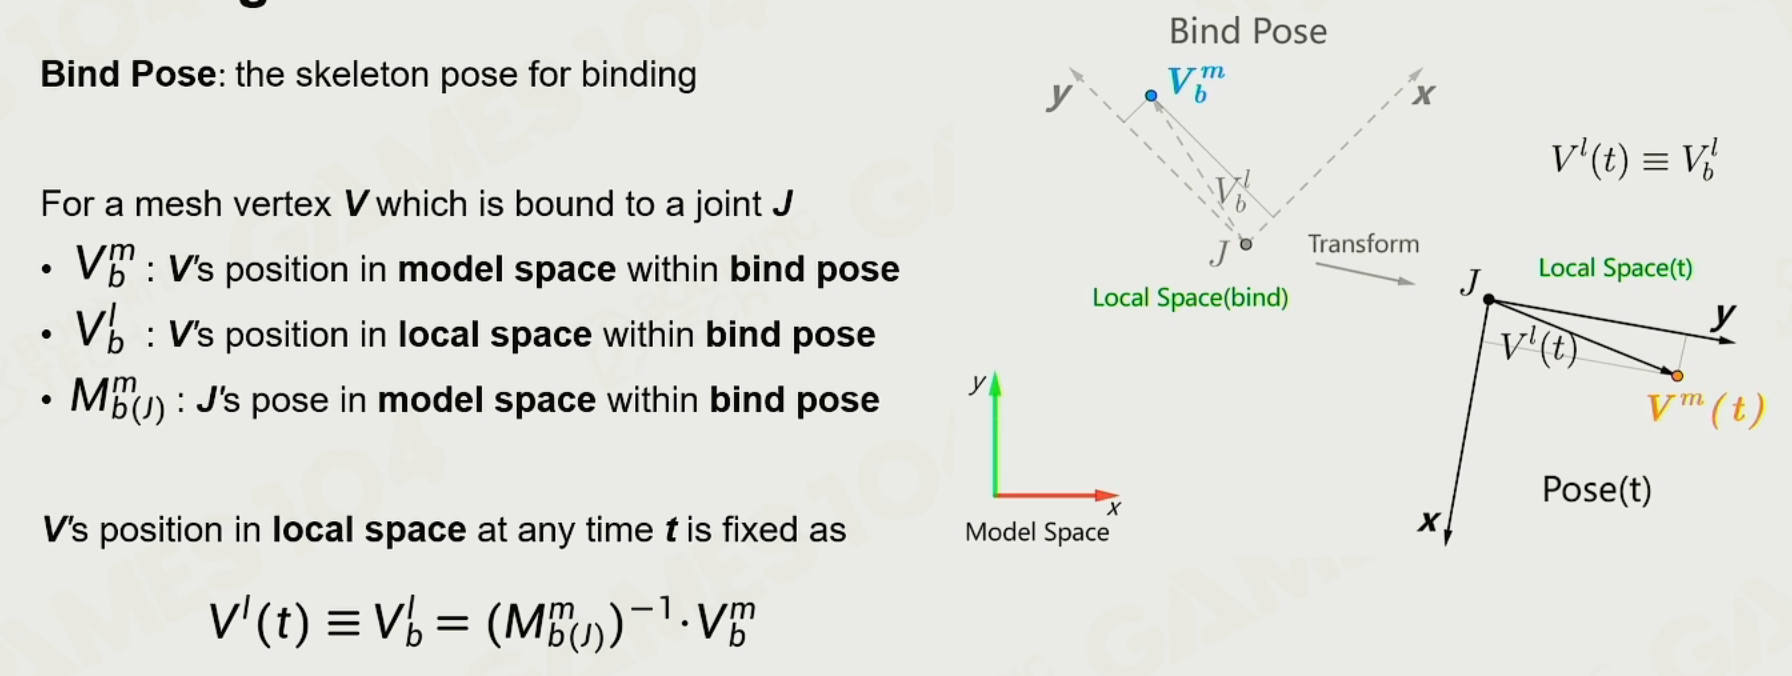 Bind Pose: the skeleton pose for binding
For a mesh vertex V which is bound to a joint J
• V_b^m : V's position in model space within bind pose
• V_b^l : V's position in local space within bind pose
• M_{b(J)}^m : J's pose in model space within bind pose
V's position in local space at any time t is fixed as
V^l(t) ≡ V_b^l = (M_{b(J)}^m)^{-1} · V_b^m
Bind Pose
y
V_b^m
x
V_b^l
J
Local Space(bind)
Transform
V^l(t) ≡ V_b^l
Local Space(t)
J
y
V^l(t)
V^m(t)
x
Pose(t)
y
x
Model Space